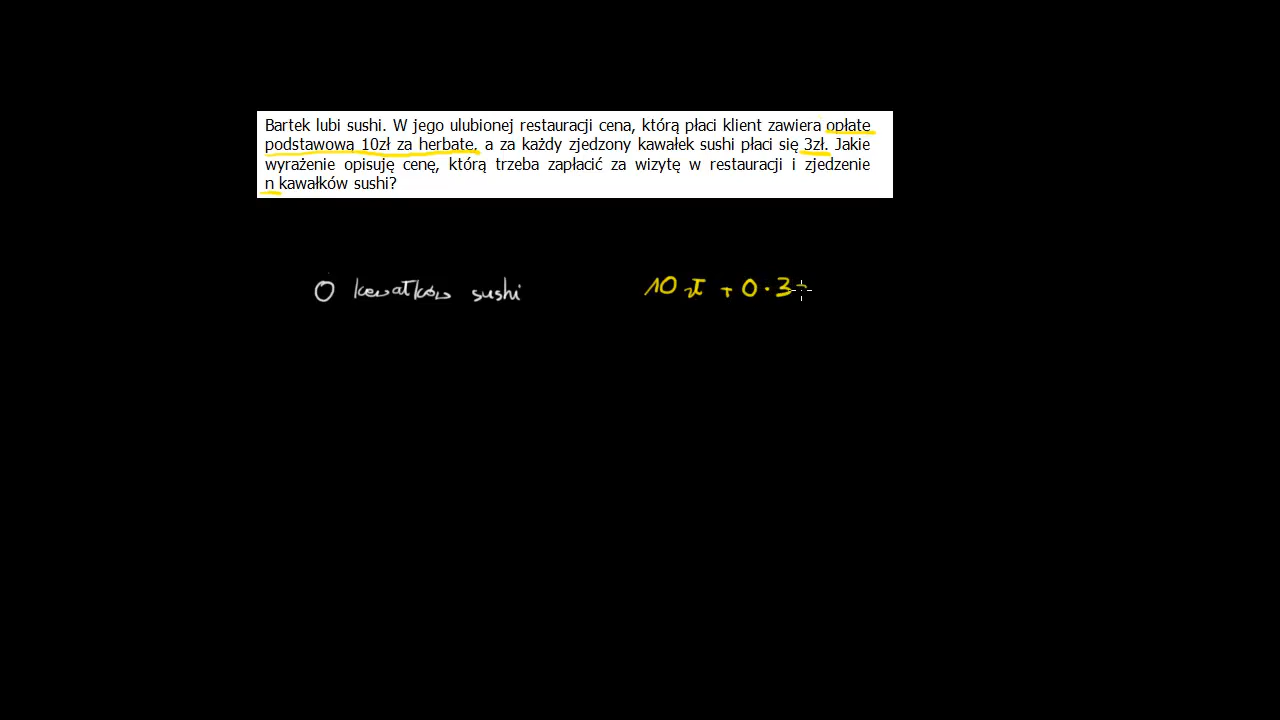 Bartek lubi sushi. W jego ulubionej restauracji cena, którą płaci klient zawiera opłatę
podstawową 10zł za herbatę, a za każdy zjedzony kawałek sushi płaci się 3zł. Jakie
wyrażenie opisuję cenę, którą trzeba zapłacić za wizytę w restauracji i zjedzenie
n kawałków sushi?
0 kawałków sushi 10 zł + 0 · 3